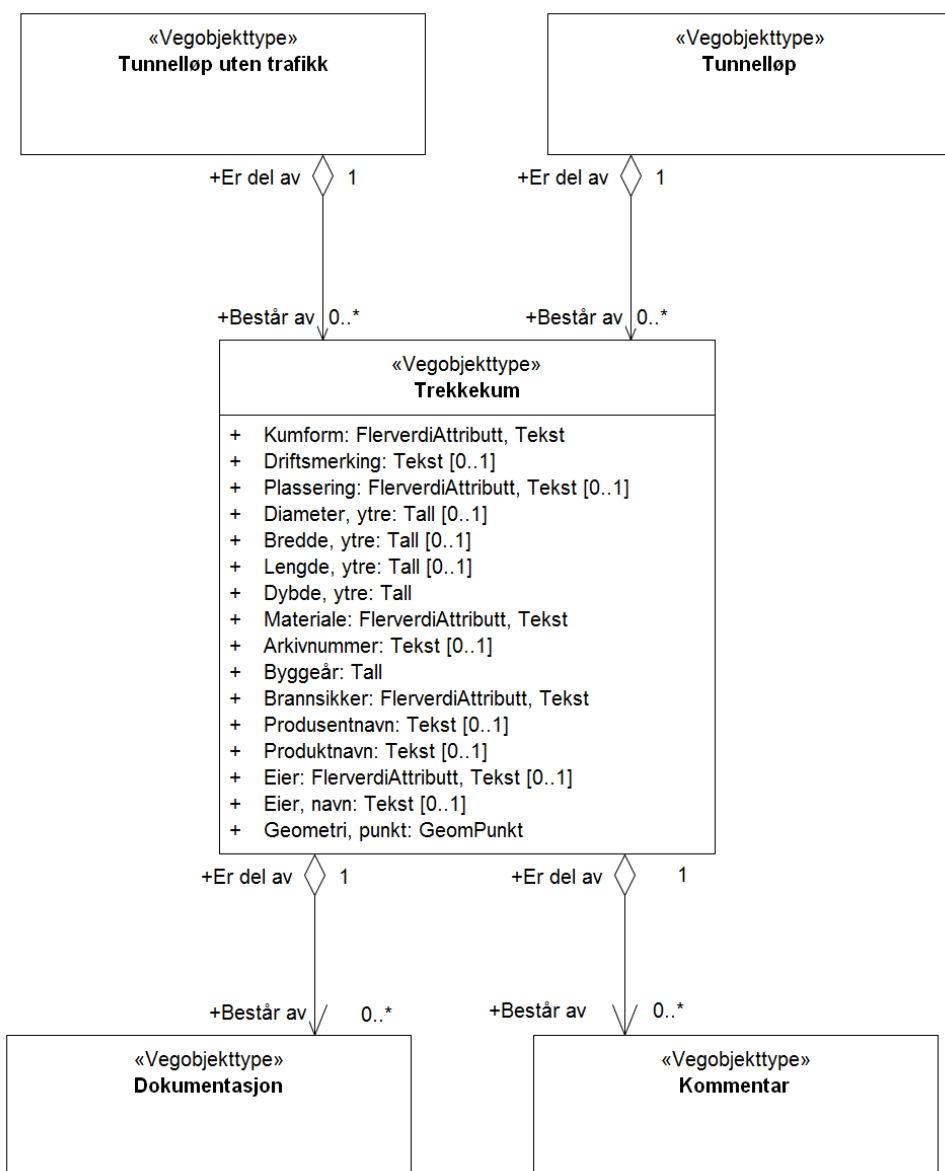 «Vegobjekttype»
Tunnelløp uten trafikk
«Vegobjekttype»
Tunnelløp
+Er del av 1
+Er del av 1
+Består av 0..*
+Består av 0..*
«Vegobjekttype»
Trekkekum
+ Kumform: FlerverdiAttributt, Tekst
+ Driftsmerking: Tekst [0..1]
+ Plassering: FlerverdiAttributt, Tekst [0..1]
+ Diameter, ytre: Tall [0..1]
+ Bredde, ytre: Tall [0..1]
+ Lengde, ytre: Tall [0..1]
+ Dybde, ytre: Tall
+ Materiale: FlerverdiAttributt, Tekst
+ Arkivnummer: Tekst [0..1]
+ Byggeår: Tall
+ Brannsikker: FlerverdiAttributt, Tekst
+ Produsentnavn: Tekst [0..1]
+ Produktnavn: Tekst [0..1]
+ Eier: FlerverdiAttributt, Tekst [0..1]
+ Eier, navn: Tekst [0..1]
+ Geometri, punkt: GeomPunkt
+Er del av 1
+Er del av 1
+Består av 0..*
+Består av 0..*
«Vegobjekttype»
Dokumentasjon
«Vegobjekttype»
Kommentar